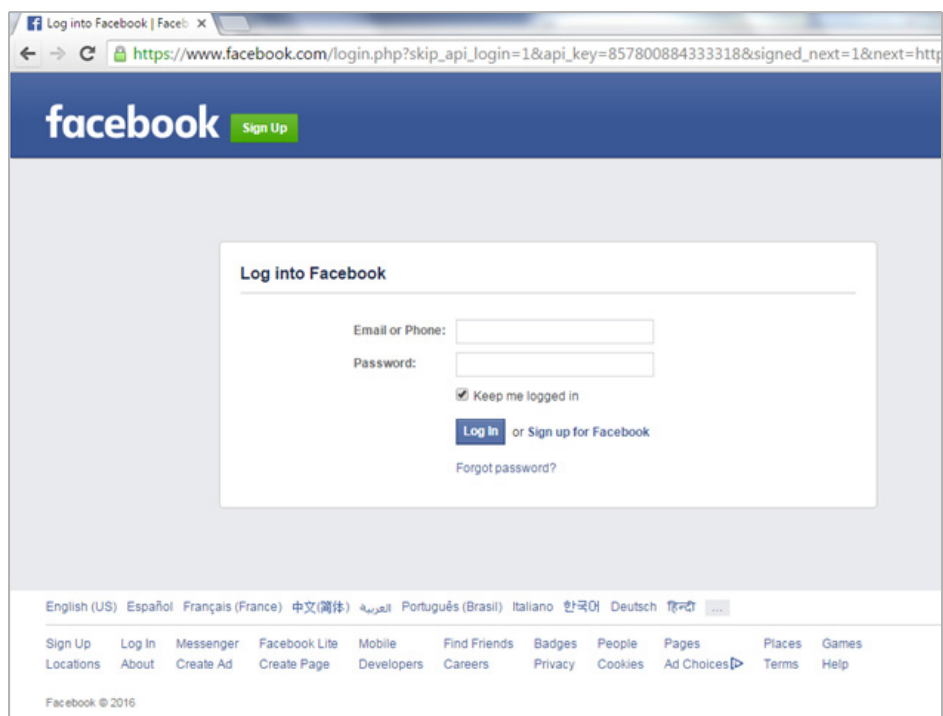 Log into Facebook | Faceb
https://www.facebook.com/login.php?skip_api_login=1&api_key=857800884333318&signed_next=1&next=http
facebook Sign Up
Log into Facebook
Email or Phone:
Password:
Keep me logged in
Log In or Sign up for Facebook
Forgot password?
English (US) Español Français (France) 中文(简体) العربية Português (Brasil) Italiano 한국어 Deutsch हिन्दी ...
Sign Up Log In Messenger Facebook Lite Mobile Find Friends Badges People Pages Places Games
Locations About Create Ad Create Page Developers Careers Privacy Cookies Ad Choices Terms Help
Facebook © 2016